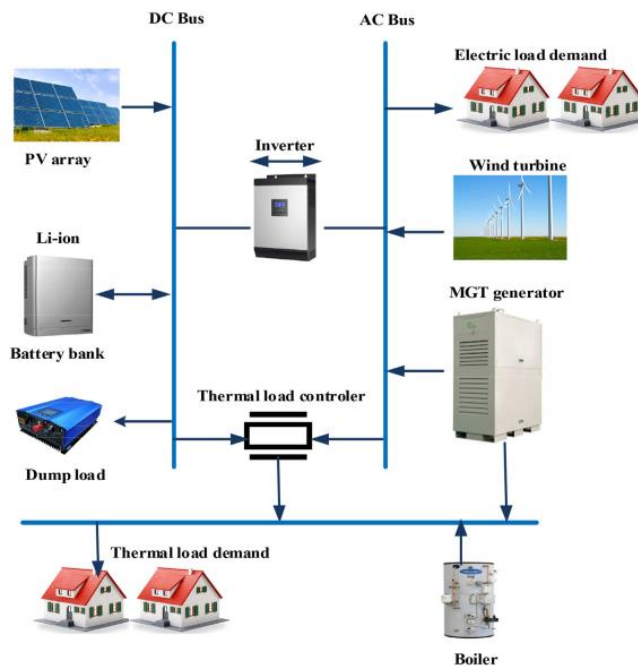 DC Bus
AC Bus
Electric load demand
PV array
Inverter
Wind turbine
Li-ion
MGT generator
Battery bank
Thermal load controler
Dump load
Thermal load demand
Boiler